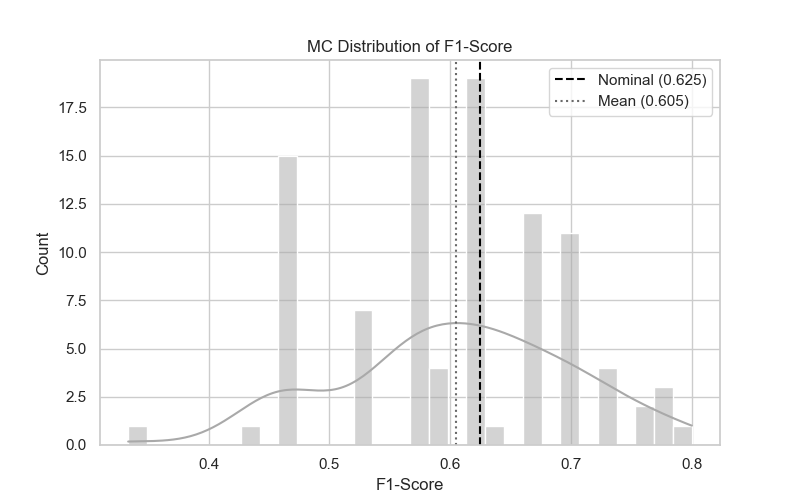 MC Distribution of F1-Score
Nominal (0.625)
Mean (0.605)
17.5
15.0
12.5
10.0
7.5
5.0
2.5
0.0
Count
0.4 0.5 0.6 0.7 0.8
F1-Score